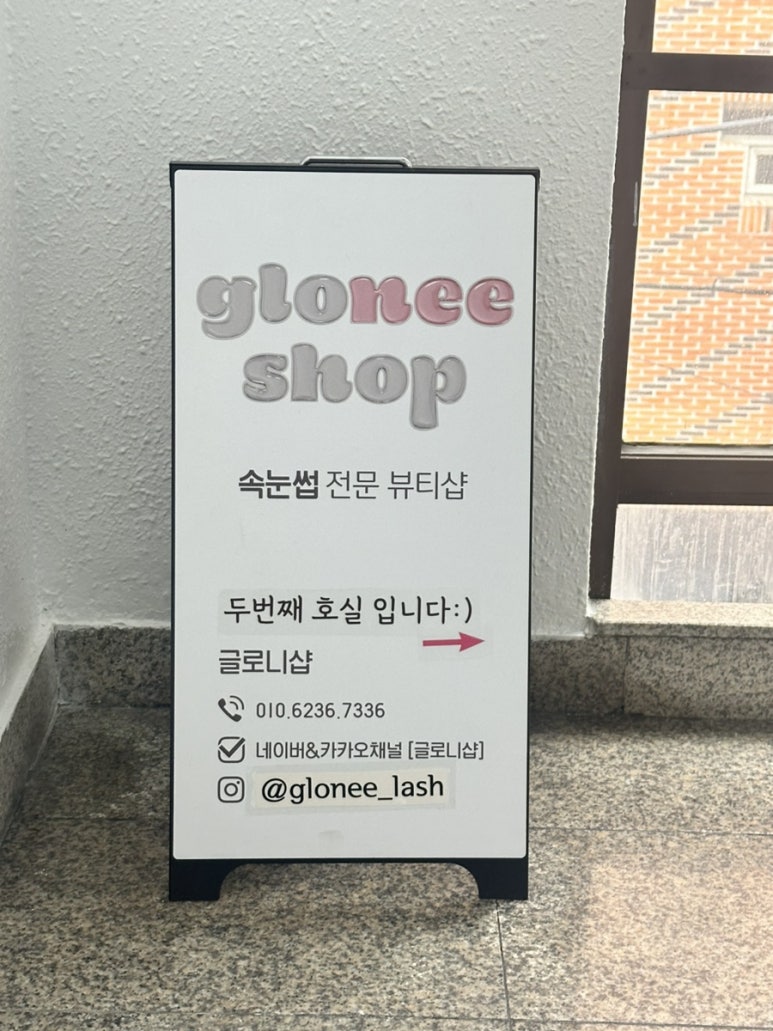 glonee
shop
속눈썹 전문 뷰티샵
두번째 호실 입니다:)
글로니샵
010.6236.7336
네이버&카카오채널 [글로니샵]
@glonee_lash